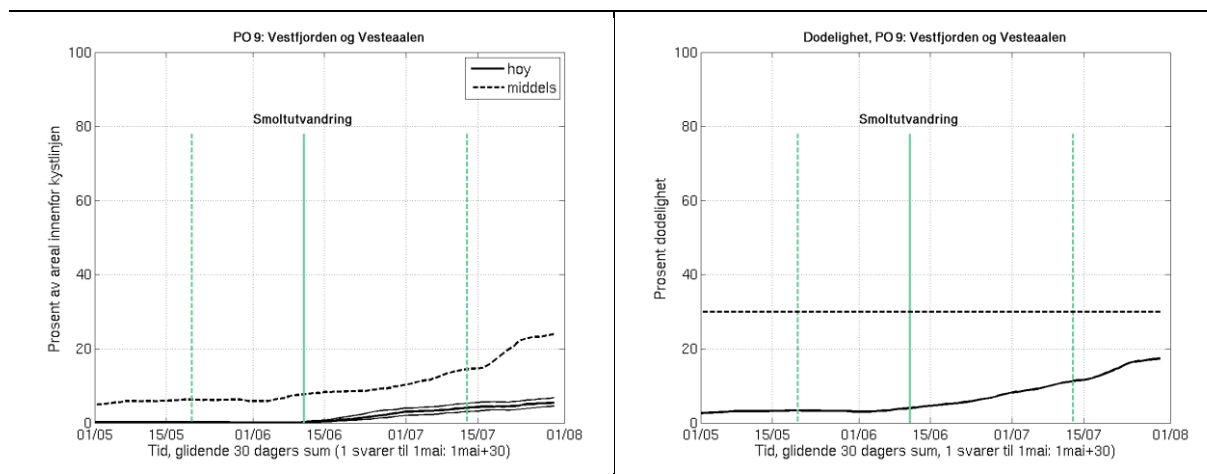 PO 9: Vestfjorden og Vesteaalen
100
80
60
40
20
0
Prosent av areal innenfor kystlinjen
hoy
middels
Smoltutvandring
01/05 15/05 01/06 15/06 01/07 15/07 01/08
Tid, glidende 30 dagers sum (1 svarer til 1mai: 1mai+30)
Dodelighet, PO 9: Vestfjorden og Vesteaalen
100
80
60
40
20
0
Prosent dodelighet
Smoltutvandring
01/05 15/05 01/06 15/06 01/07 15/07 01/08
Tid, glidende 30 dagers sum, 1 svarer til 1mai: 1mai+30)